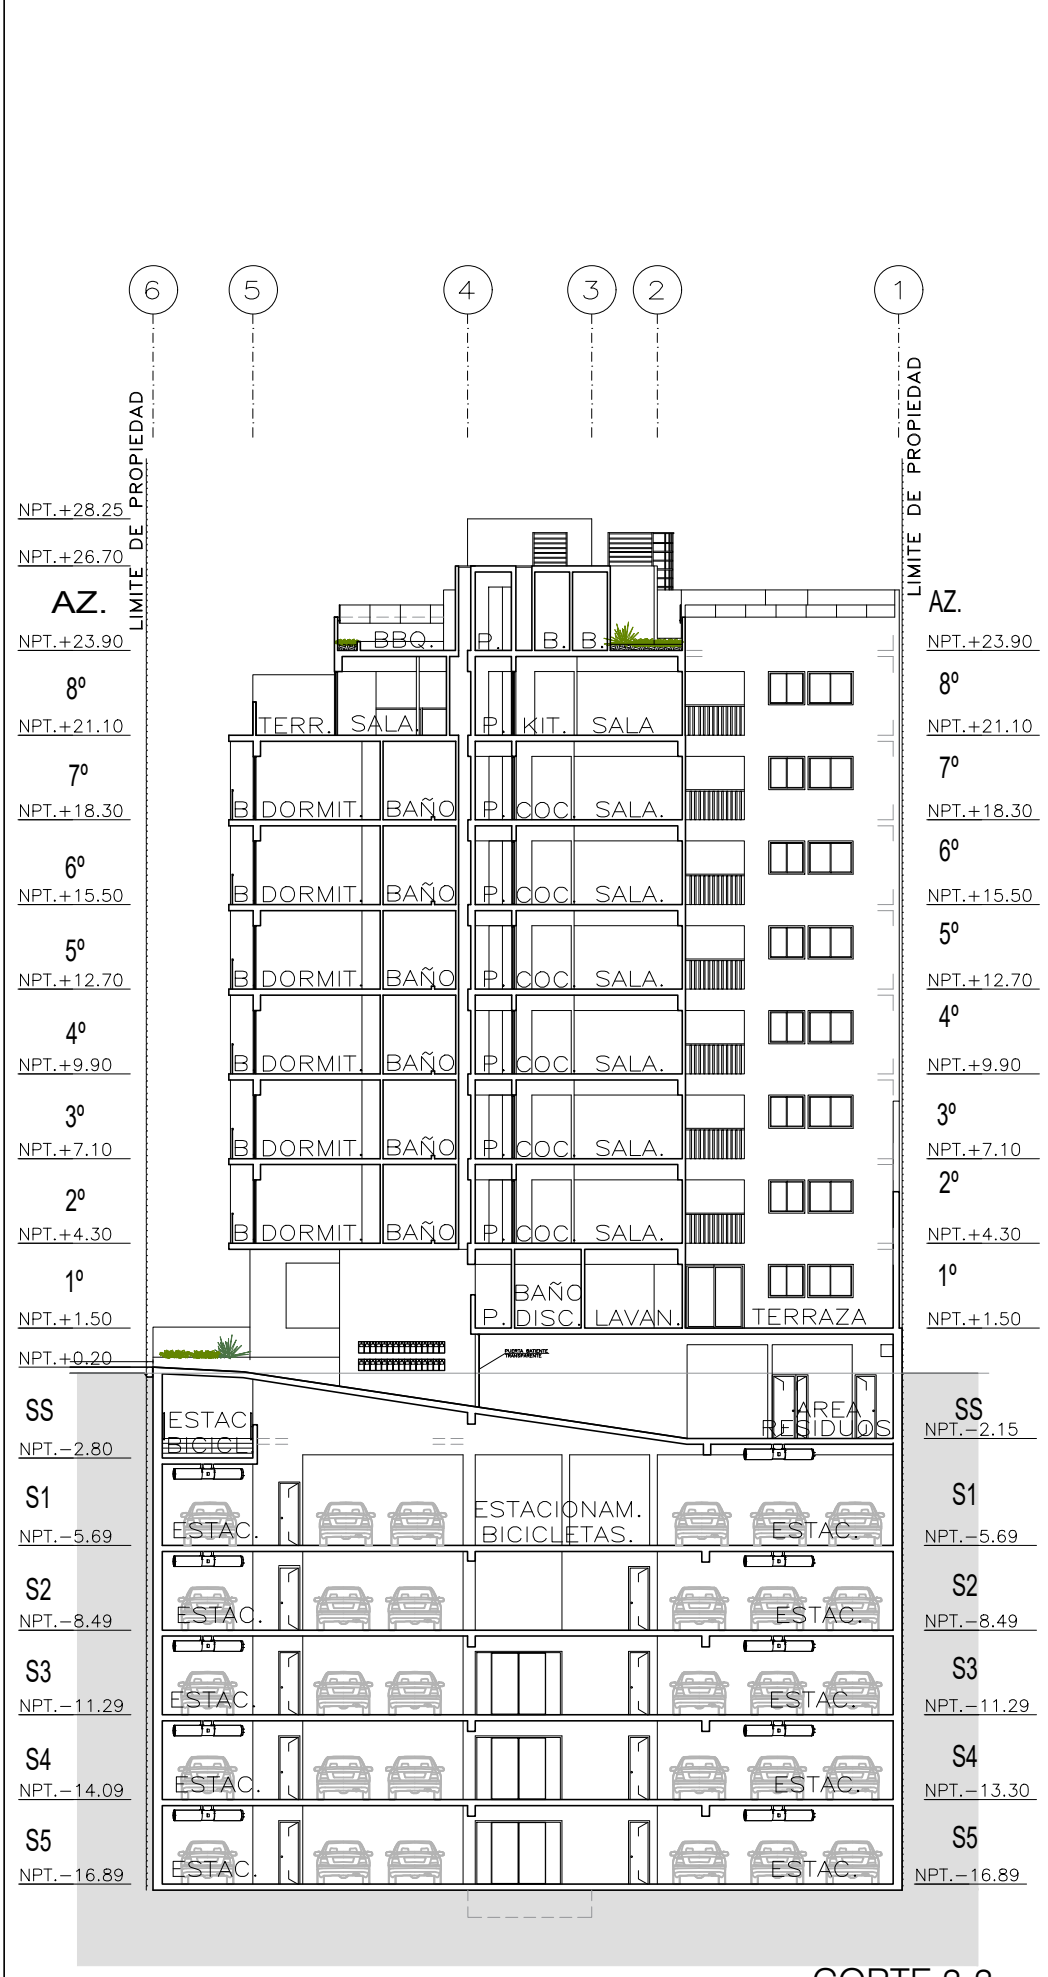 6 5 4 3 2 1
LIMITE DE PROPIEDAD
LIMITE DE PROPIEDAD
NPT.+28.25
NPT.+26.70
AZ. AZ.
BBQ. P. B. B.
NPT.+23.90 NPT.+23.90
8º 8º
TERR. SALA. P. KIT. SALA
NPT.+21.10 NPT.+21.10
7º 7º
B DORMIT. BAÑO P. COC. SALA.
NPT.+18.30 NPT.+18.30
6º 6º
B DORMIT. BAÑO P. COC. SALA.
NPT.+15.50 NPT.+15.50
5º 5º
B DORMIT. BAÑO P. COC. SALA.
NPT.+12.70 NPT.+12.70
4º 4º
B DORMIT. BAÑO P. COC. SALA.
NPT.+9.90 NPT.+9.90
3º 3º
B DORMIT. BAÑO P. COC. SALA.
NPT.+7.10 NPT.+7.10
2º 2º
B DORMIT. BAÑO P. COC. SALA.
NPT.+4.30 NPT.+4.30
1º 1º
BAÑO
P. DISC. LAVAN. TERRAZA
NPT.+1.50 NPT.+1.50
PUERTA BATIENTE
TRANSPARENTE
NPT.+0.20
SS SS
ESTAC. AREA
BICICL RESIDUOS
NPT.-2.80 NPT.-2.15
S1 S1
ESTACIONAM.
ESTAC. BICICLETAS. ESTAC.
NPT.-5.69 NPT.-5.69
S2 S2
ESTAC. ESTAC.
NPT.-8.49 NPT.-8.49
S3 S3
ESTAC. ESTAC.
NPT.-11.29 NPT.-11.29
S4 S4
ESTAC. ESTAC.
NPT.-14.09 NPT.-13.30
S5 S5
ESTAC. ESTAC.
NPT.-16.89 NPT.-16.89
CORTE